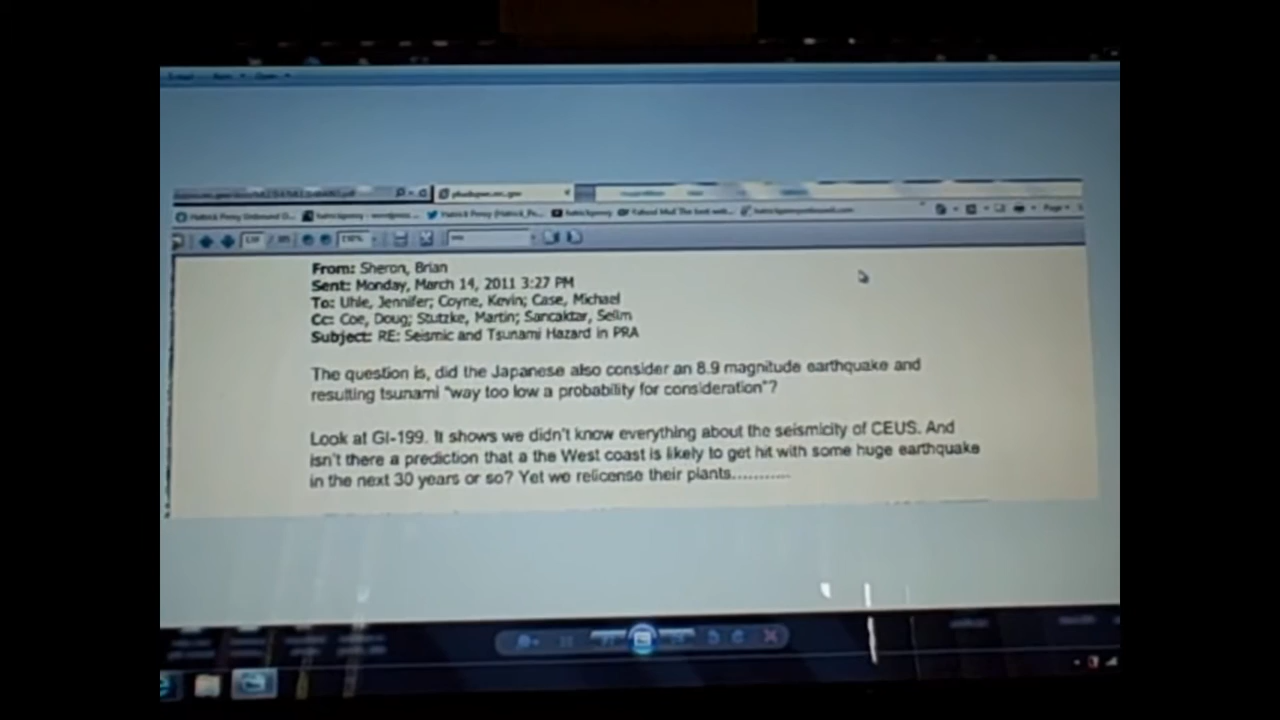 From: Sheron, Brian
Sent: Monday, March 14, 2011 3:27 PM
To: Uhle, Jennifer; Coyne, Kevin; Case, Michael
Cc: Coe, Doug; Stutzke, Martin; Sancaktar, Selim
Subject: RE: Seismic and Tsunami Hazard in PRA
The question is, did the Japanese also consider an 8.9 magnitude earthquake and
resulting tsunami "way too low a probability for consideration"?
Look at GI-199. It shows we didn't know everything about the seismicity of CEUS. And
isn't there a prediction that a the West coast is likely to get hit with some huge earthquake
in the next 30 years or so? Yet we relicense their plants...........